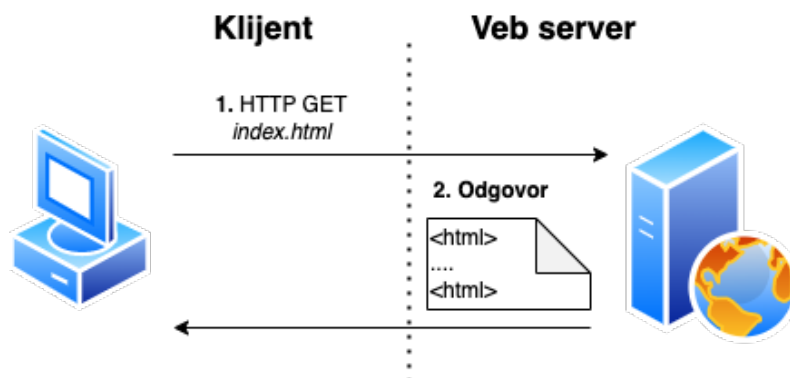 Klijent
Veb server
1. HTTP GET
index.html
2. Odgovor
<html>
....
<html>